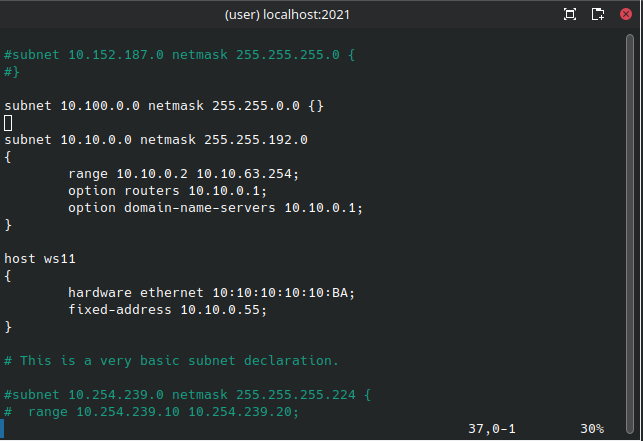 (user) localhost:2021
#subnet 10.152.187.0 netmask 255.255.255.0 {
#}
subnet 10.100.0.0 netmask 255.255.0.0 {}
subnet 10.10.0.0 netmask 255.255.192.0
{
range 10.10.0.2 10.10.63.254;
option routers 10.10.0.1;
option domain-name-servers 10.10.0.1;
}
host ws11
{
hardware ethernet 10:10:10:10:10:BA;
fixed-address 10.10.0.55;
}
# This is a very basic subnet declaration.
#subnet 10.254.239.0 netmask 255.255.255.224 {
#  range 10.254.239.10 10.254.239.20;
37,0-1 30%